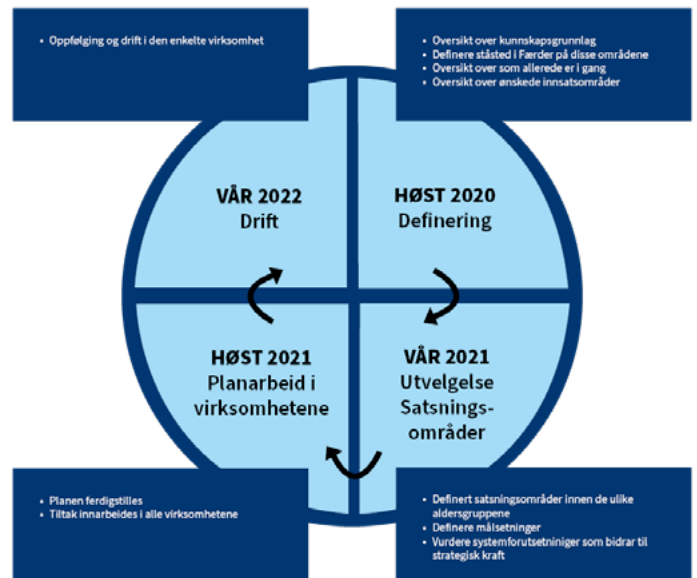 • Oppfølging og drift i den enkelte virksomhet
• Oversikt over kunnskapsgrunnlag
• Definere ståsted i Færder på disse områdene
• Oversikt over som allerede er i gang
• Oversikt over ønskede innsatsområder
VÅR 2022
Drift
HØST 2020
Definering
HØST 2021
Planarbeid i
virksomhetene
VÅR 2021
Utvelgelse
Satsnings-
områder
• Planen ferdigstilles
• Tiltak innarbeides i alle virksomhetene
• Definert satsningsområder innen de ulike
aldersgruppene
• Definere målsetninger
• Vurdere systemforutsetniniger som bidrar til
strategisk kraft